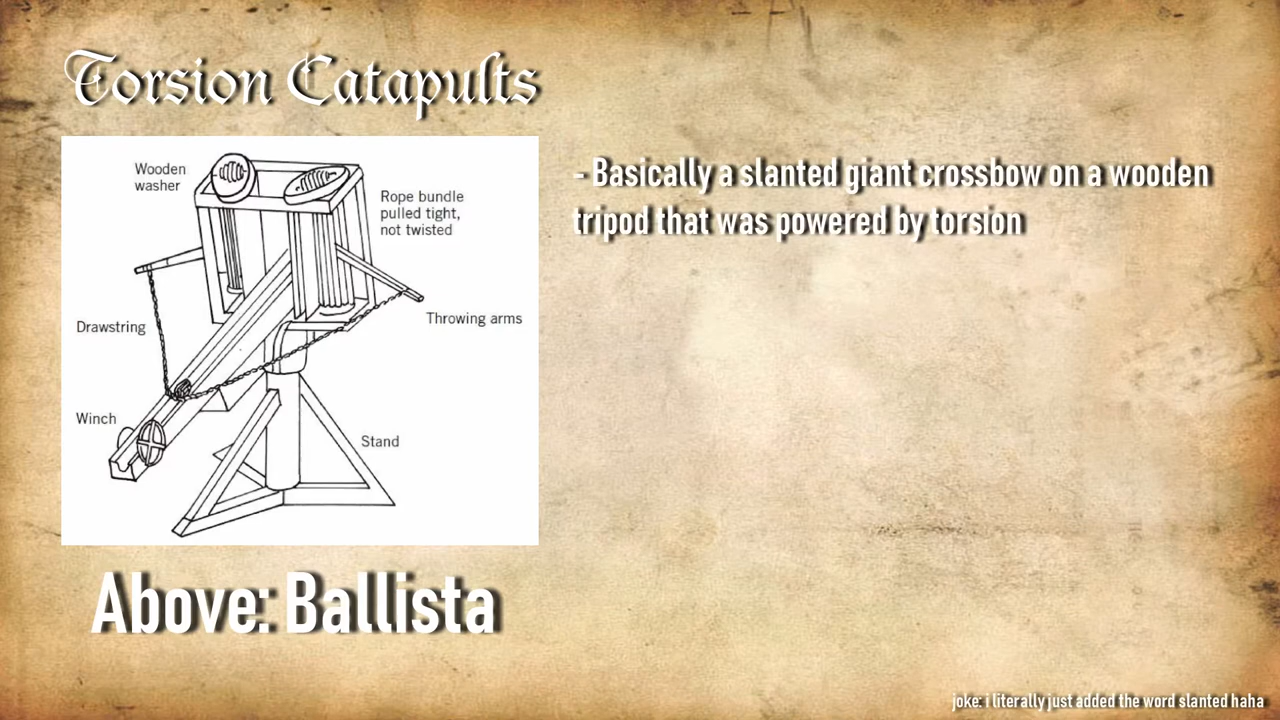 Torsion Catapults
Wooden
washer
Rope bundle
pulled tight,
not twisted
Drawstring
Throwing arms
Winch
Stand
Above: Ballista
- Basically a slanted giant crossbow on a wooden
tripod that was powered by torsion
joke: i literally just added the word slanted haha